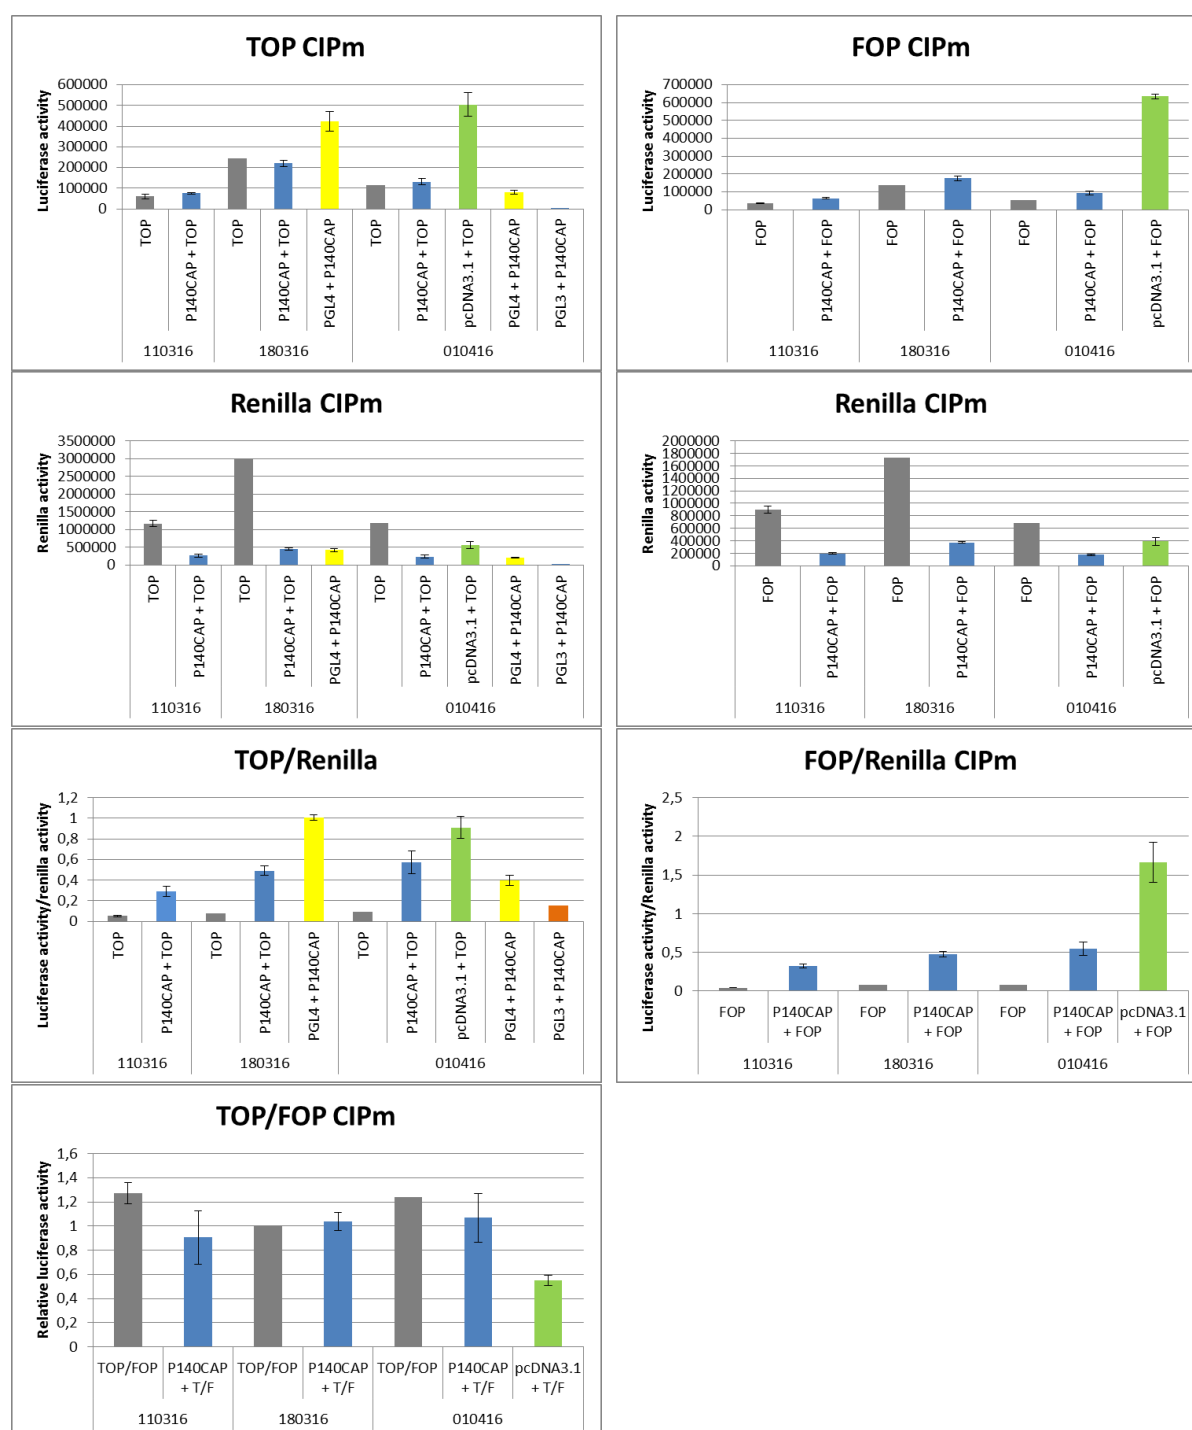 TOP CIPm
Luciferase activity
600000
500000
400000
300000
200000
100000
0
TOP
P140CAP + TOP
TOP
P140CAP + TOP
PGL4 + P140CAP
TOP
P140CAP + TOP
pcDNA3.1 + TOP
PGL4 + P140CAP
PGL3 + P140CAP
110316 180316 010416
FOP CIPm
Luciferase activity
700000
600000
500000
400000
300000
200000
100000
0
FOP
P140CAP + FOP
FOP
P140CAP + FOP
FOP
P140CAP + FOP
pcDNA3.1 + FOP
110316 180316 010416
Renilla CIPm
Renilla activity
3500000
3000000
2500000
2000000
1500000
1000000
500000
0
TOP
P140CAP + TOP
TOP
P140CAP + TOP
PGL4 + P140CAP
TOP
P140CAP + TOP
pcDNA3.1 + TOP
PGL4 + P140CAP
PGL3 + P140CAP
110316 180316 010416
Renilla CIPm
Renilla activity
2000000
1800000
1600000
1400000
1200000
1000000
800000
600000
400000
200000
0
FOP
P140CAP + FOP
FOP
P140CAP + FOP
FOP
P140CAP + FOP
pcDNA3.1 + FOP
110316 180316 010416
TOP/Renilla
Luciferase activity/renilla activity
1,2
1
0,8
0,6
0,4
0,2
0
TOP
P140CAP + TOP
TOP
P140CAP + TOP
PGL4 + P140CAP
TOP
P140CAP + TOP
pcDNA3.1 + TOP
PGL4 + P140CAP
PGL3 + P140CAP
110316 180316 010416
FOP/Renilla CIPm
Luciferase activity/Renilla activity
2,5
2
1,5
1
0,5
0
FOP P140CAP FOP P140CAP FOP P140CAP pcDNA3.1
+ FOP + FOP + FOP + FOP
110316 180316 010416
TOP/FOP CIPm
Relative luciferase activity
1,6
1,4
1,2
1
0,8
0,6
0,4
0,2
0
TOP/FOP P140CAP TOP/FOP P140CAP TOP/FOP P140CAP pcDNA3.1
+ T/F + T/F + T/F + T/F
110316 180316 010416